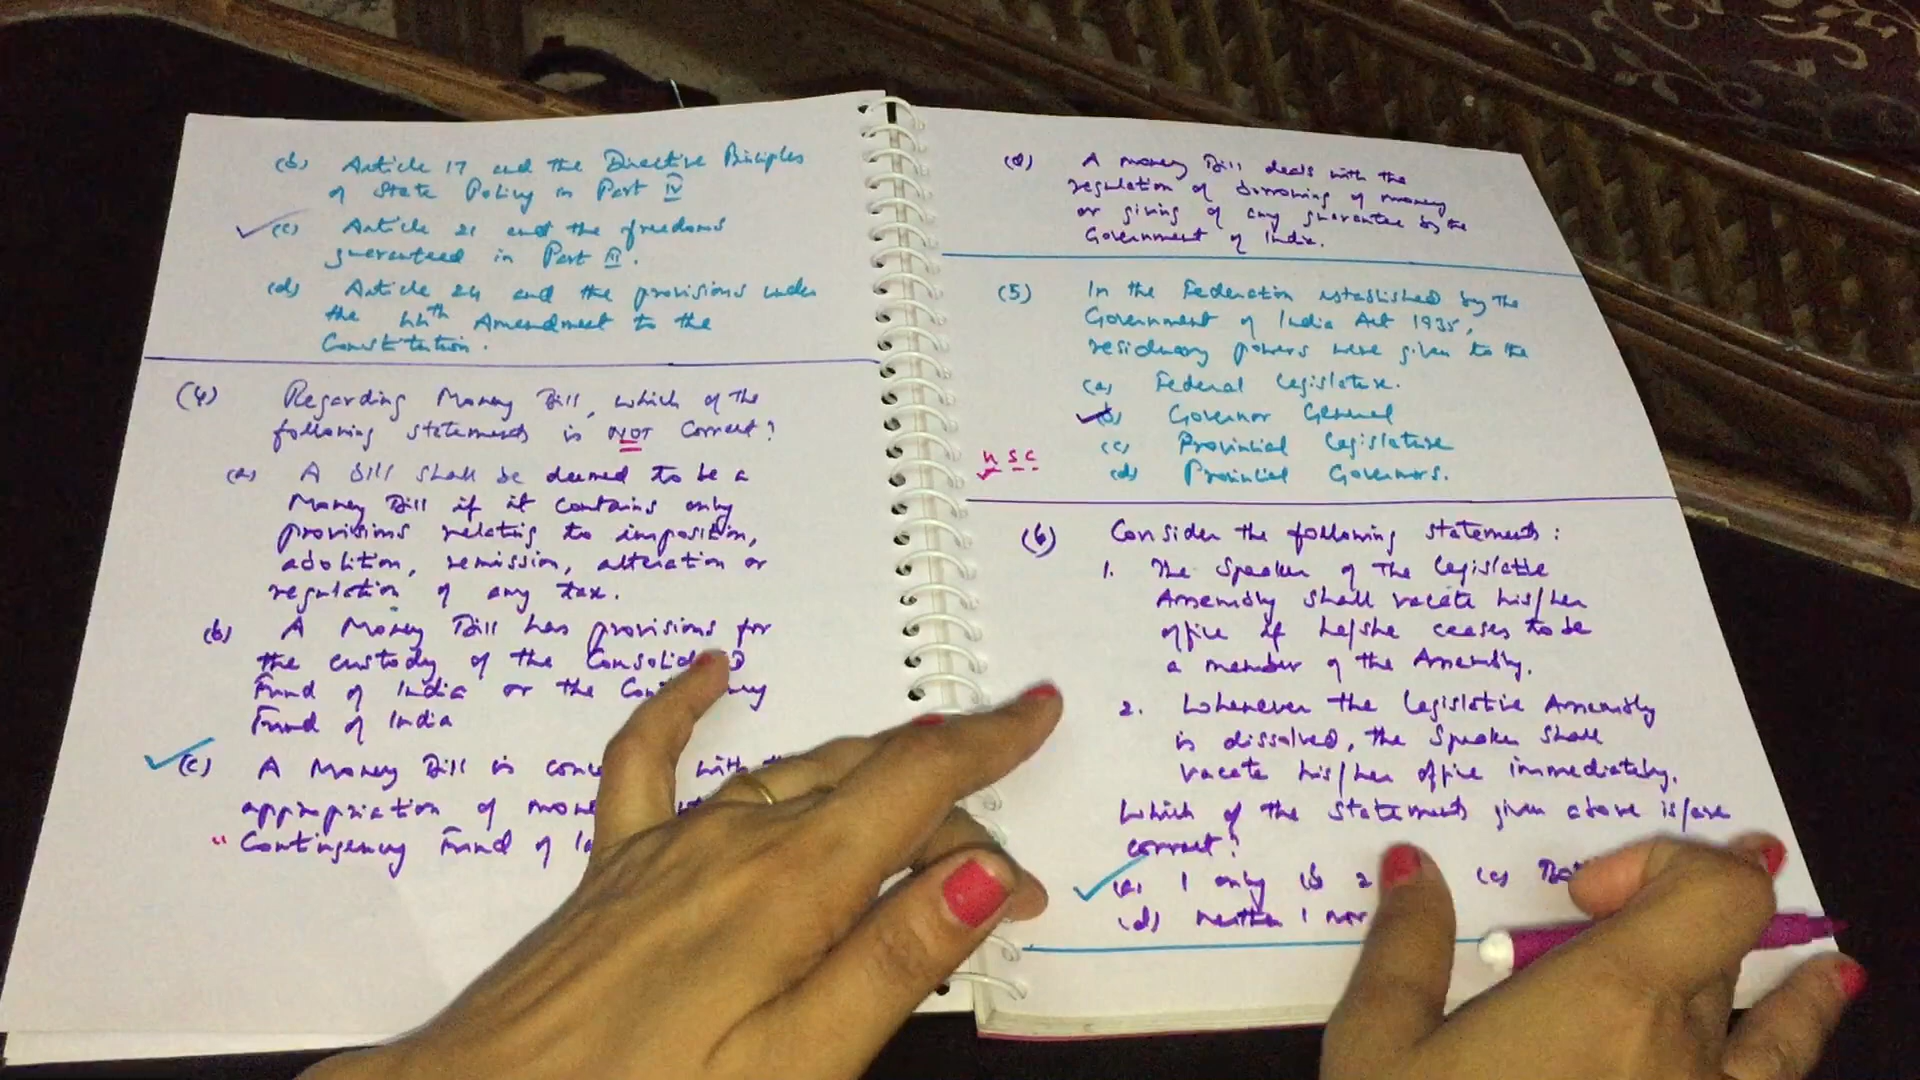 (b) Article 17 and the Directive Principles
of State Policy in Part IV
(c) Article 21 and the freedoms
guaranteed in Part III.
(d) Article 24 and the provisions under
the 44th Amendment to the
Constitution.
(4) Regarding Money Bill, which of the
following statements is NOT Correct?
(a) A bill shall be deemed to be a
Money Bill if it contains only
provisions relating to imposition,
abolition, remission, alteration or
regulation of any tax.
(b) A Money Bill has provisions for
the custody of the Consolid
Fund of India or the Con
Fund of India
(c) A Money Bill is conc with th
appropriation of mone
"Contingency Fund of
(d) A money Bill deals with the
regulation of borrowing of money
or giving of any guarantee by the
Government of India.
(5) In the Federation established by the
Government of India Act 1935,
residuary powers were given to the
(a) Federal Legislature.
(b) Governor General
(c) Provincial Legislature
(d) Provincial Governors.
(6) Consider the following statements:
1. The Speaker of the Legislative
Assembly shall vacate his/her
office if he/she ceases to be
a member of the Assembly.
2. Whenever the Legislative Assembly
is dissolved, the Speaker shall
vacate his/her office immediately.
Which of the statements given above is/are
correct?
(a) 1 only (b) 2 (c)
(d) neither 1 nor